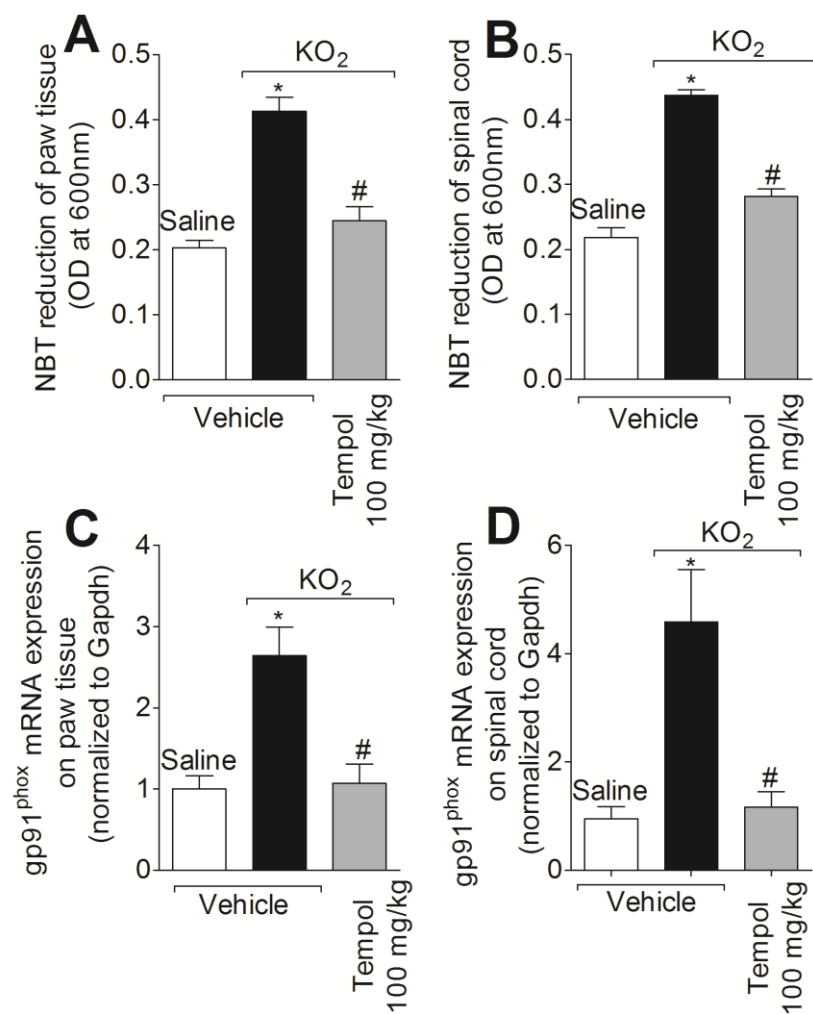 A
NBT reduction of paw tissue
(OD at 600nm)
0.5
0.4
0.3
0.2
0.1
0.0
KO₂
*
Saline
#
Vehicle
Tempol
100 mg/kg
B
NBT reduction of spinal cord
(OD at 600nm)
0.5
0.4
0.3
0.2
0.1
0.0
KO₂
*
Saline
#
Vehicle
Tempol
100 mg/kg
C
gp91ᵖʰᵒˣ mRNA expression
on paw tissue
(normalized to Gapdh)
4
3
2
1
0
KO₂
*
Saline
#
Vehicle
Tempol
100 mg/kg
D
gp91ᵖʰᵒˣ mRNA expression
on spinal cord
(normalized to Gapdh)
6
4
2
0
KO₂
*
Saline
#
Vehicle
Tempol
100 mg/kg